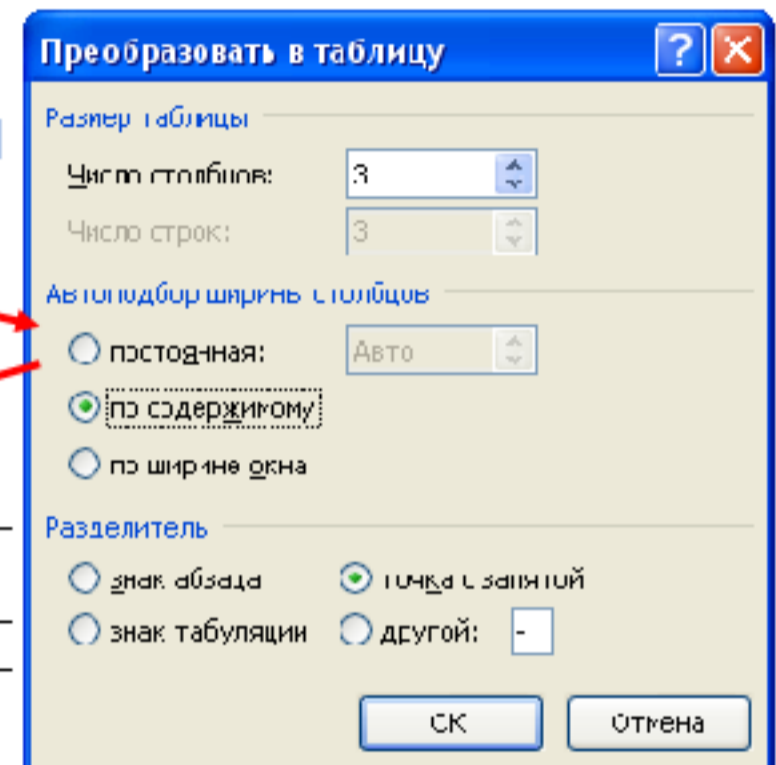 Преобразовать в таблицу
Размер таблицы
Число столбцов: 3
Число строк: 3
Автоподбор ширины столбцов
постоянная: Авто
по содержимому
по ширине окна
Разделитель
знак абзаца точка с запятой
знак табуляции другой: -
ОК Отмена